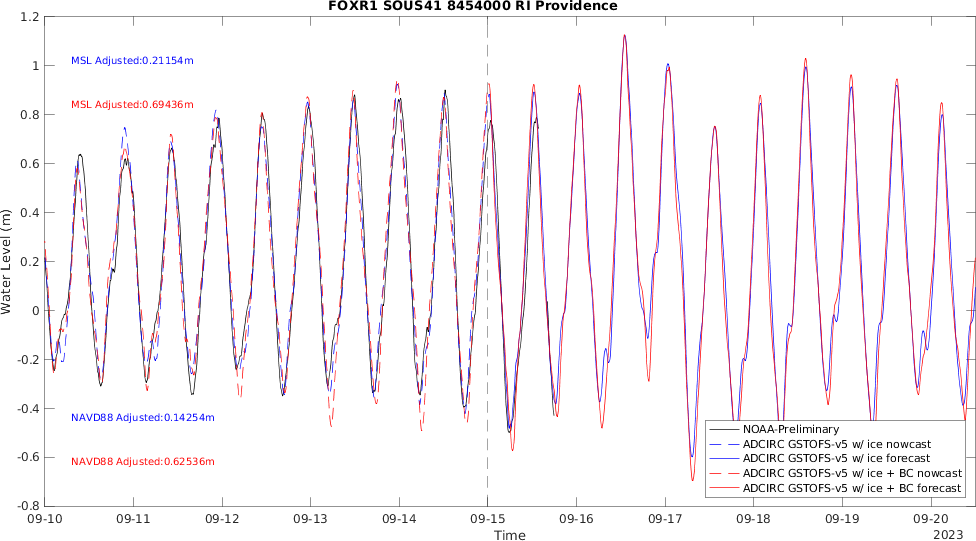 FOXR1 SOUS41 8454000 RI Providence
1.2
1
0.8
0.6
0.4
0.2
0
-0.2
-0.4
-0.6
-0.8
Water Level (m)
MSL Adjusted:0.21154m
MSL Adjusted:0.69436m
NAVD88 Adjusted:0.14254m
NAVD88 Adjusted:0.62536m
NOAA-Preliminary
ADCIRC GSTOFS-v5 w/ ice nowcast
ADCIRC GSTOFS-v5 w/ ice forecast
ADCIRC GSTOFS-v5 w/ ice + BC nowcast
ADCIRC GSTOFS-v5 w/ ice + BC forecast
09-10 09-11 09-12 09-13 09-14 09-15 09-16 09-17 09-18 09-19 09-20
Time
2023